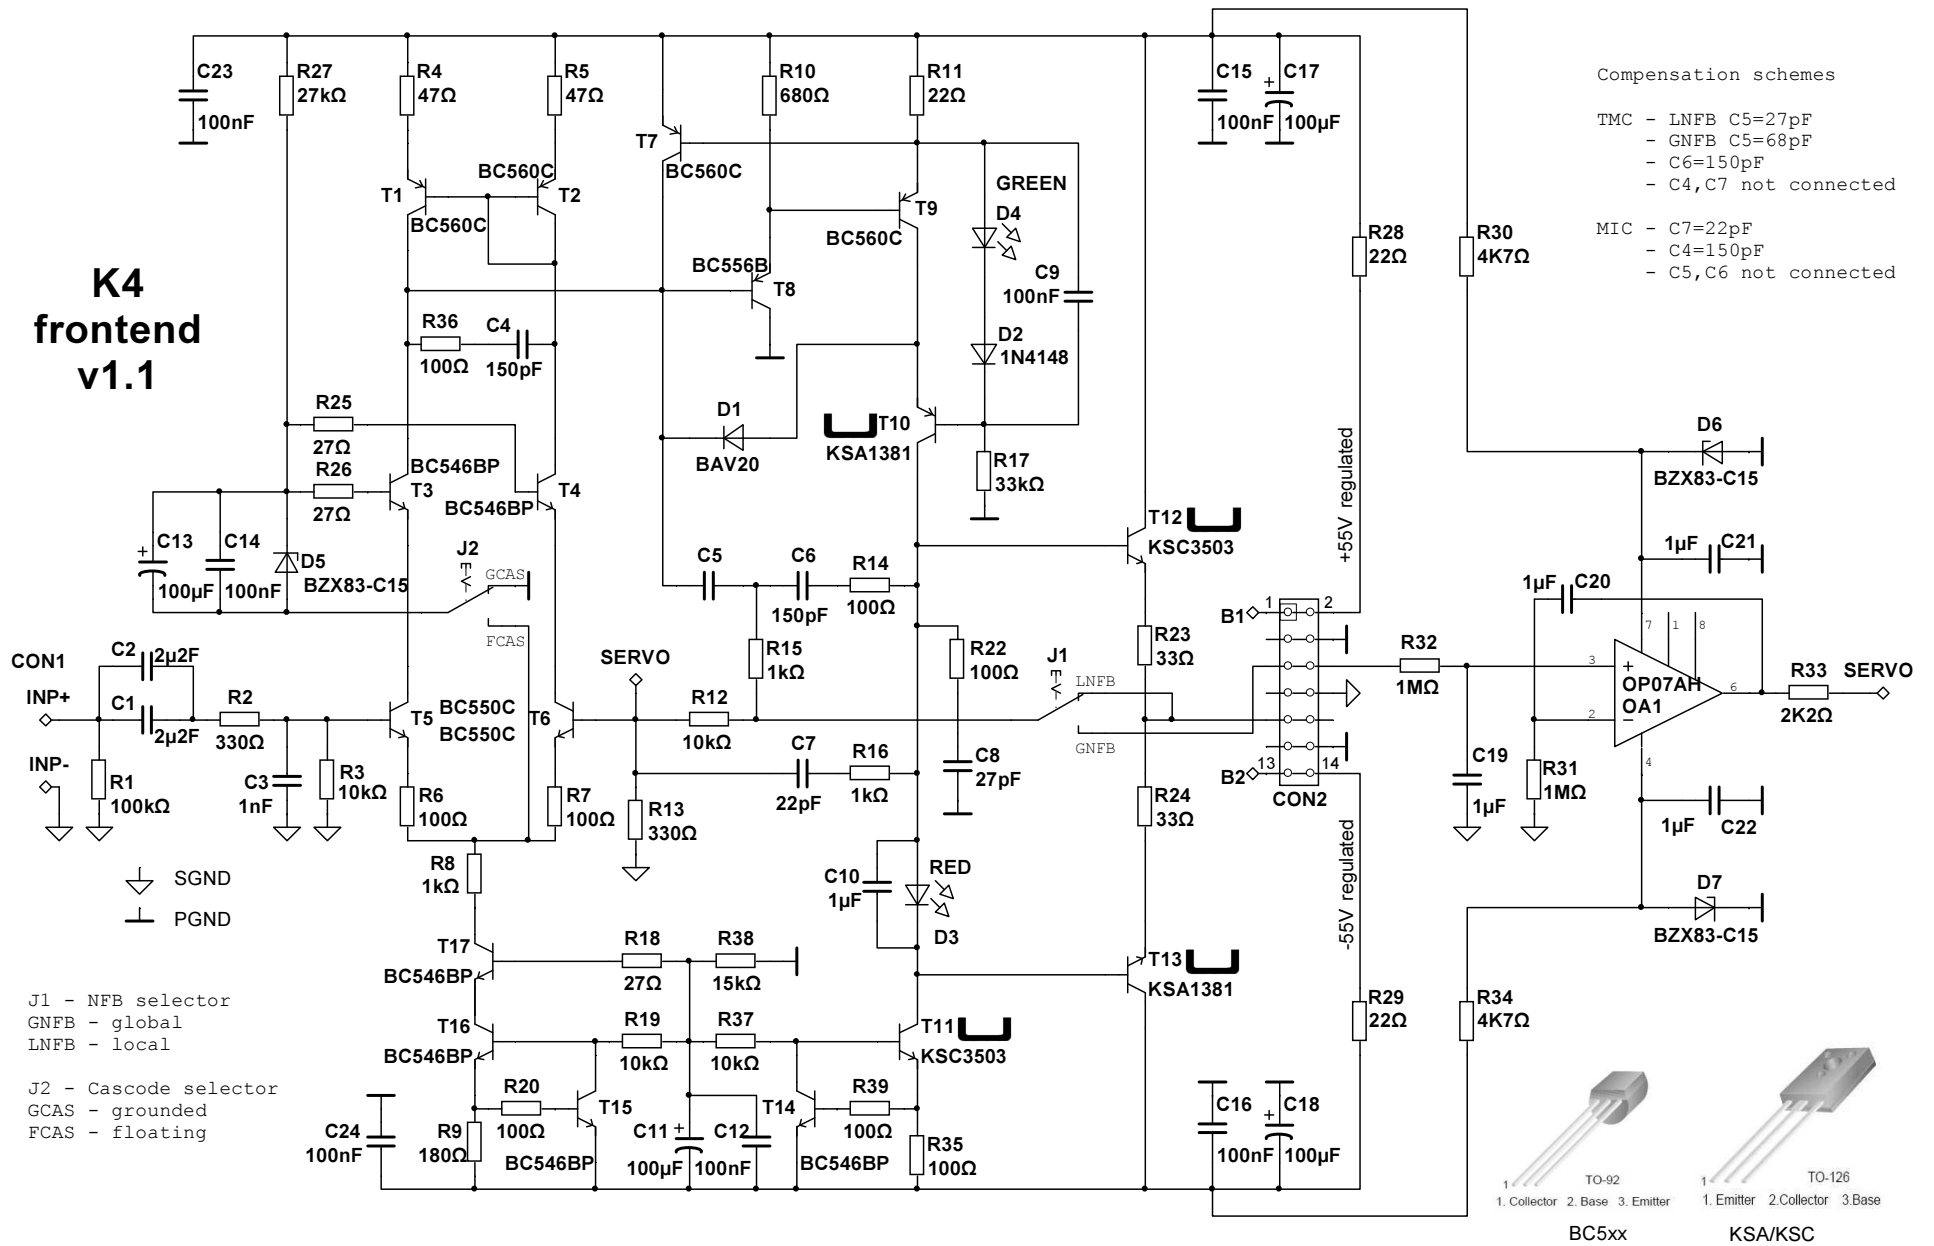 K4
frontend
v1.1
C23
100nF
R27
27kΩ
R4
47Ω
R5
47Ω
R10
680Ω
R11
22Ω
C15
100nF
+
C17
100µF
Compensation schemes
TMC - LNFB C5=27pF
- GNFB C5=68pF
- C6=150pF
- C4,C7 not connected
MIC - C7=22pF
- C4=150pF
- C5,C6 not connected
T7
BC560C
T1
BC560C
BC560C
T2
T9
BC560C
GREEN
D4
BC556B
T8
C9
100nF
D2
1N4148
R28
22Ω
R30
4K7Ω
R36
100Ω
C4
150pF
R25
27Ω
R26
27Ω
BC546BP
T3
BC546BP
T4
D1
BAV20
T10
KSA1381
R17
33kΩ
+55V regulated
D6
BZX83-C15
+
C13
100µF
C14
100nF
D5
BZX83-C15
J2
GCAS
FCAS
C5
C6
150pF
R14
100Ω
T12
KSC3503
1µF
C21
1µF
C20
CON1
INP+
INP-
C2
2µ2F
C1
2µ2F
R2
330Ω
R1
100kΩ
C3
1nF
R3
10kΩ
T5
BC550C
BC550C
T6
SERVO
R12
10kΩ
R15
1kΩ
R22
100Ω
J1
LNFB
GNFB
R23
33Ω
B1
1
2
B2
13
14
CON2
R32
1MΩ
3
+
2
−
7
1
8
6
4
OP07AH
OA1
R33
2K2Ω
SERVO
C7
22pF
R16
1kΩ
C8
27pF
R24
33Ω
C19
1µF
R31
1MΩ
1µF
C22
R6
100Ω
R7
100Ω
R13
330Ω
R8
1kΩ
C10
1µF
RED
D3
-55V regulated
D7
BZX83-C15
SGND
PGND
T17
BC546BP
R18
27Ω
R38
15kΩ
T13
KSA1381
J1 - NFB selector
GNFB - global
LNFB - local
J2 - Cascode selector
GCAS - grounded
FCAS - floating
T16
BC546BP
R19
10kΩ
R37
10kΩ
T11
KSC3503
R29
22Ω
R34
4K7Ω
R20
100Ω
T15
BC546BP
T14
BC546BP
R39
100Ω
C24
100nF
R9
180Ω
C11
+
100µF
C12
100nF
R35
100Ω
C16
100nF
+
C18
100µF
1
TO-92
1. Collector 2. Base 3. Emitter
BC5xx
1
TO-126
1. Emitter 2.Collector 3.Base
KSA/KSC